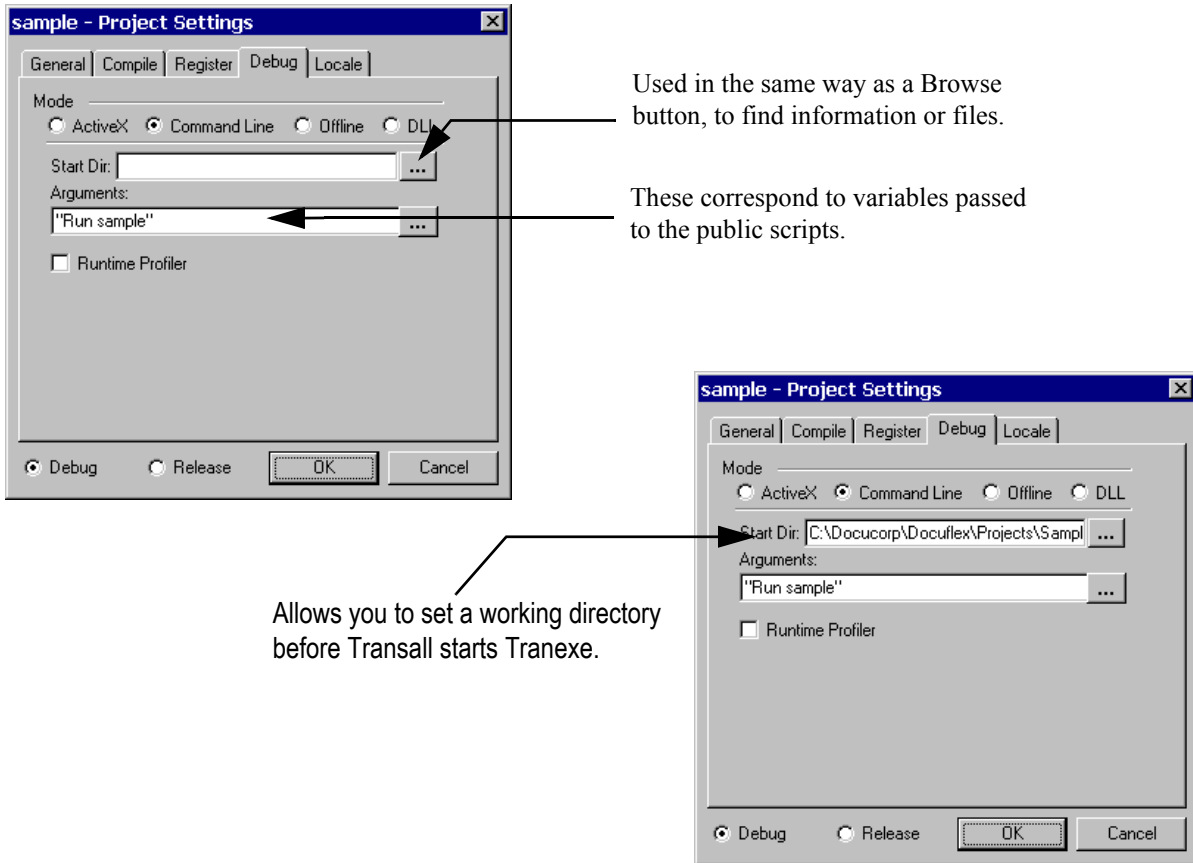 sample - Project Settings
General Compile Register Debug Locale
Mode
ActiveX Command Line Offline DLL
Start Dir: ...
Arguments:
"Run sample" ...
Runtime Profiler
Debug Release OK Cancel
Used in the same way as a Browse
button, to find information or files.
These correspond to variables passed
to the public scripts.
sample - Project Settings
General Compile Register Debug Locale
Mode
ActiveX Command Line Offline DLL
Start Dir: C:\Docucorp\Docuflex\Projects\Sampl ...
Arguments:
"Run sample" ...
Runtime Profiler
Debug Release OK Cancel
Allows you to set a working directory
before Transall starts Tranexe.